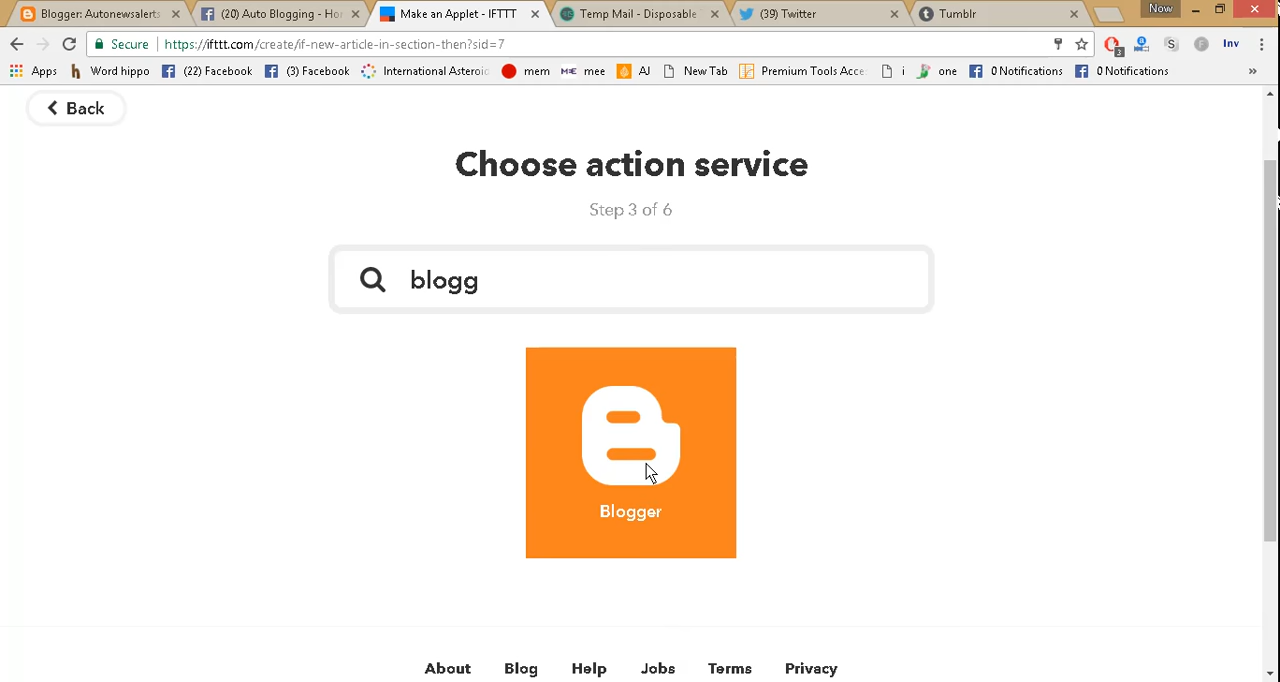 Now
Blogger: Autonewsalerts
(20) Auto Blogging - Ho
Make an Applet - IFTTT
Temp Mail - Disposable
(39) Twitter
Tumblr
Secure
https://ifttt.com/create/if-new-article-in-section-then?sid=7
3
S
F
Inv
Apps
Word hippo
(22) Facebook
(3) Facebook
International Asteroid
mem
M:E mee
AI
New Tab
Premium Tools Acce
i
one
0 Notifications
0 Notifications
»
Back
Choose action service
Step 3 of 6
blogg
Blogger
About Blog Help Jobs Terms Privacy